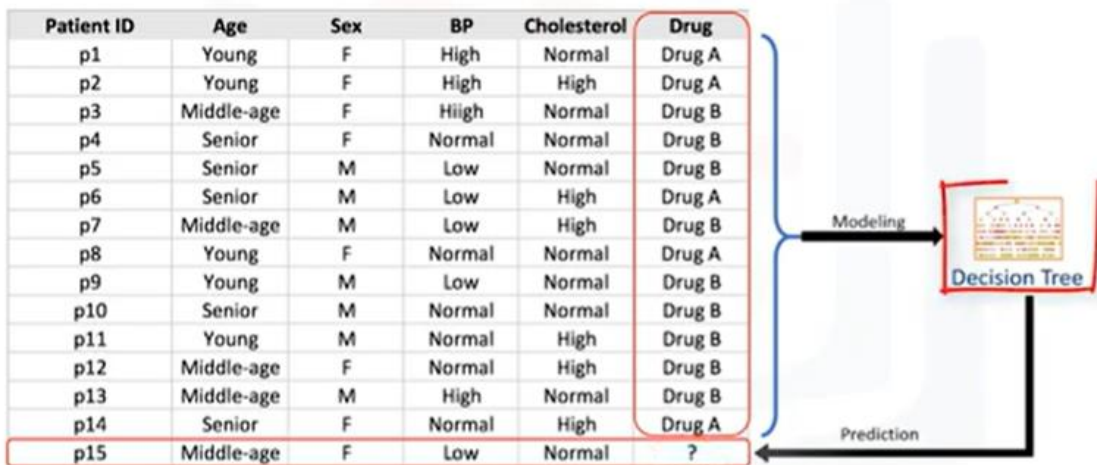 Patient ID Age Sex BP Cholesterol Drug
p1 Young F High Normal Drug A
p2 Young F High High Drug A
p3 Middle-age F Hiigh Normal Drug B
p4 Senior F Normal Normal Drug B
p5 Senior M Low Normal Drug B
p6 Senior M Low High Drug A
p7 Middle-age M Low High Drug B
p8 Young F Normal Normal Drug A
p9 Young M Low Normal Drug B
p10 Senior M Normal Normal Drug B
p11 Young M Normal High Drug B
p12 Middle-age F Normal High Drug B
p13 Middle-age M High Normal Drug B
p14 Senior F Normal High Drug A
p15 Middle-age F Low Normal ?
Modeling
Decision Tree
Prediction